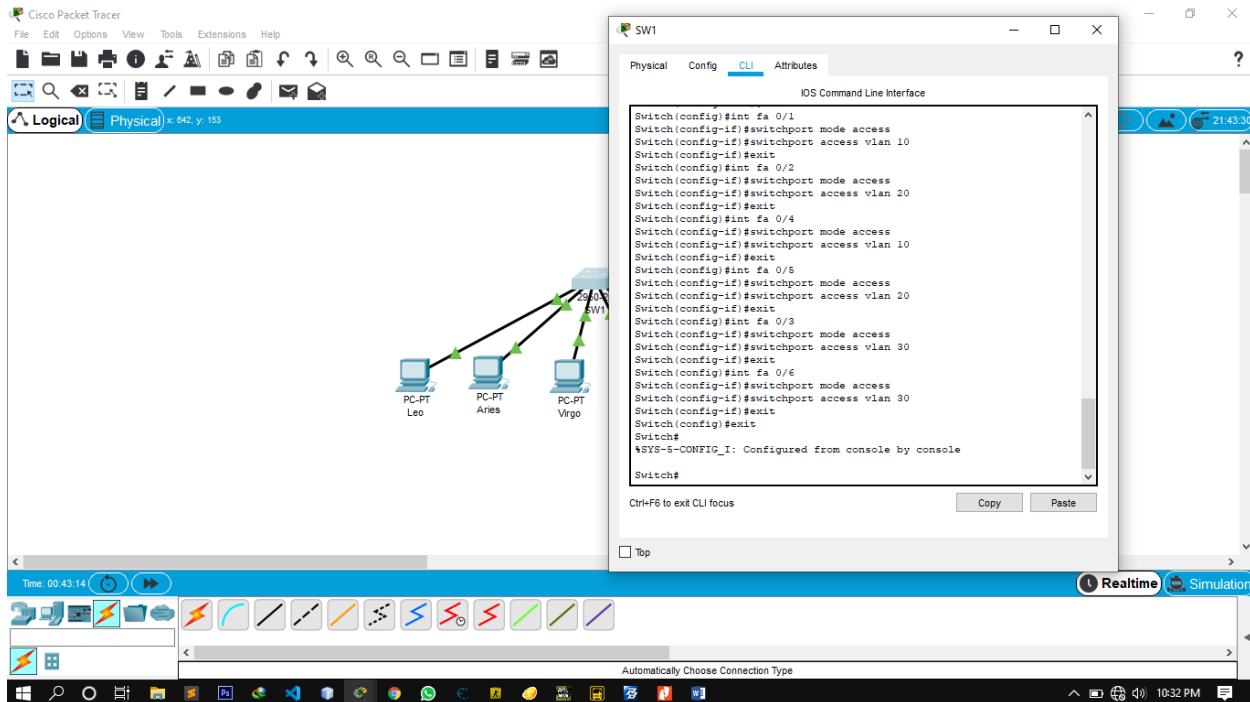 Cisco Packet Tracer
File Edit Options View Tools Extensions Help
?
Logical
Physical
x: 642, y: 153
21:43:30
2960-2
SW1
PC-PT
Leo
PC-PT
Aries
PC-PT
Virgo
SW1
Physical Config CLI Attributes
IOS Command Line Interface
Switch(config)#int fa 0/1
Switch(config-if)#switchport mode access
Switch(config-if)#switchport access vlan 10
Switch(config-if)#exit
Switch(config)#int fa 0/2
Switch(config-if)#switchport mode access
Switch(config-if)#switchport access vlan 20
Switch(config-if)#exit
Switch(config)#int fa 0/4
Switch(config-if)#switchport mode access
Switch(config-if)#switchport access vlan 10
Switch(config-if)#exit
Switch(config)#int fa 0/5
Switch(config-if)#switchport mode access
Switch(config-if)#switchport access vlan 20
Switch(config-if)#exit
Switch(config)#int fa 0/3
Switch(config-if)#switchport mode access
Switch(config-if)#switchport access vlan 30
Switch(config-if)#exit
Switch(config)#int fa 0/6
Switch(config-if)#switchport mode access
Switch(config-if)#switchport access vlan 30
Switch(config-if)#exit
Switch(config)#exit
Switch#
%SYS-5-CONFIG_I: Configured from console by console
Switch#
Ctrl+F6 to exit CLI focus
Copy
Paste
Top
Time: 00:43:14
Realtime
Simulation
Automatically Choose Connection Type
10:32 PM